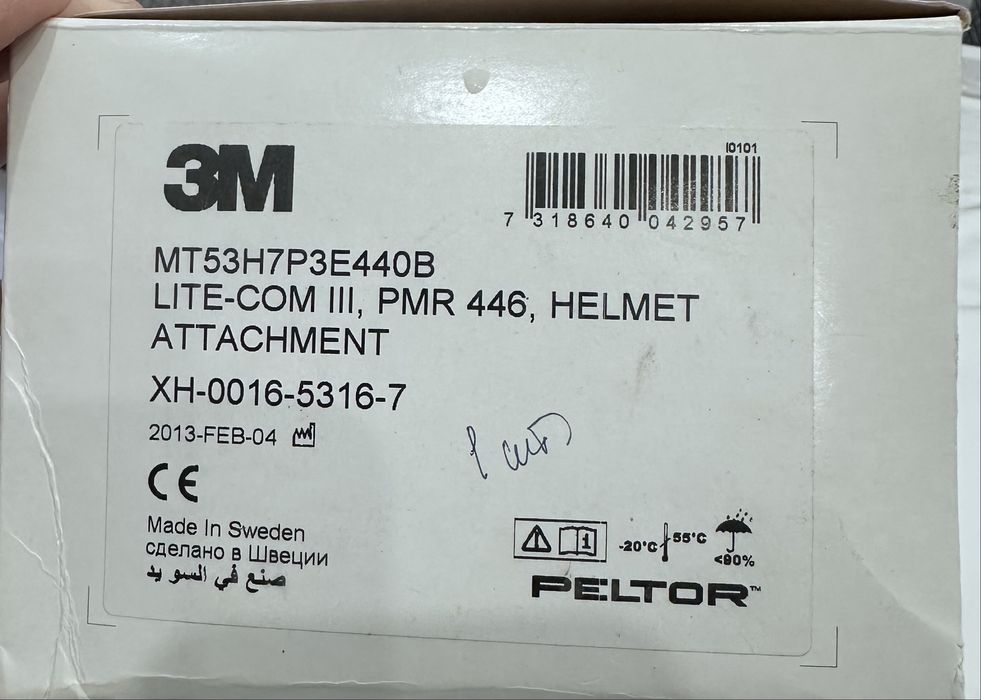 3M
I0101
7 318640 042957
MT53H7P3E440B
LITE-COM III, PMR 446, HELMET
ATTACHMENT
XH-0016-5316-7
2013-FEB-04
CE
Made In Sweden
сделано в Швеции
صنع في السويد
-20°C 55°C
<90%
PELTOR™